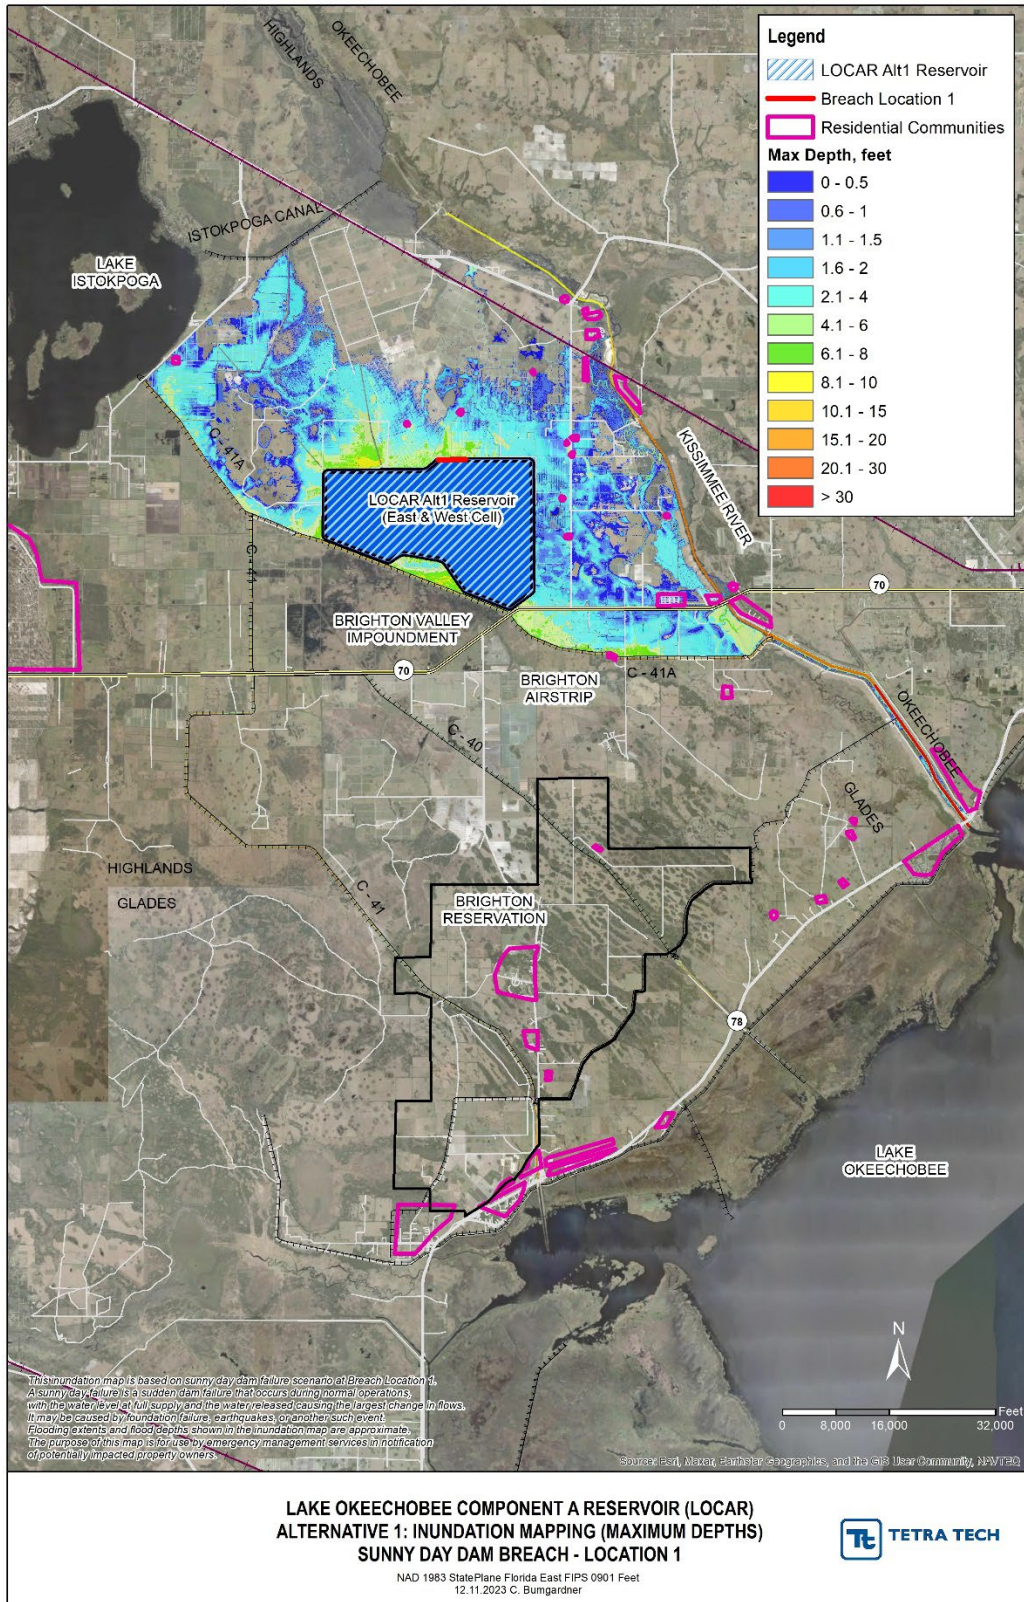 HIGHLANDS
OKEECHOBEE
Legend
LOCAR Alt1 Reservoir
Breach Location 1
Residential Communities
Max Depth, feet
0 - 0.5
0.6 - 1
1.1 - 1.5
1.6 - 2
2.1 - 4
4.1 - 6
6.1 - 8
8.1 - 10
10.1 - 15
15.1 - 20
20.1 - 30
> 30
ISTOKPOGA CANAL
LAKE
ISTOKPOGA
C - 41A
KISSIMMEE RIVER
LOCAR Alt1 Reservoir
(East & West Cell)
C - 41
70
BRIGHTON VALLEY
IMPOUNDMENT
70
BRIGHTON
AIRSTRIP
C - 41A
C - 40
OKEECHOBEE
GLADES
HIGHLANDS
GLADES
C - 41
BRIGHTON
RESERVATION
78
LAKE
OKEECHOBEE
N
Feet
0 8,000 16,000 32,000
This inundation map is based on sunny day dam failure scenario at Breach Location 1.
A sunny day failure is a sudden dam failure that occurs during normal operations,
with the water level at full supply and the water released causing the largest change in flows.
It may be caused by foundation failure, earthquakes, or another such event.
Flooding extents and flood depths shown in the inundation map are approximate.
The purpose of this map is for use by emergency management services in notification
of potentially impacted property owners.
Source: Esri, Maxar, Earthstar Geographics, and the GIS User Community, NAVTEQ
LAKE OKEECHOBEE COMPONENT A RESERVOIR (LOCAR)
ALTERNATIVE 1: INUNDATION MAPPING (MAXIMUM DEPTHS)
SUNNY DAY DAM BREACH - LOCATION 1
NAD 1983 StatePlane Florida East FIPS 0901 Feet
12.11.2023 C. Bumgardner
Tt TETRA TECH